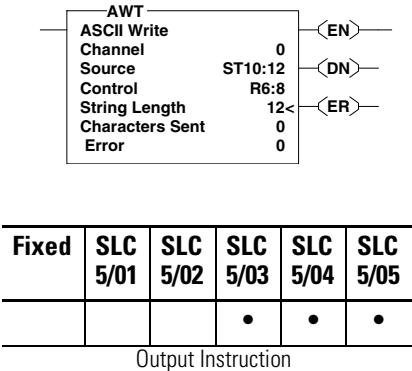 AWT
ASCII Write
Channel 0
Source ST10:12
Control R6:8
String Length 12<
Characters Sent 0
Error 0
(EN)
(DN)
(ER)
Fixed SLC 5/01 SLC 5/02 SLC 5/03 SLC 5/04 SLC 5/05
• • •
Output Instruction